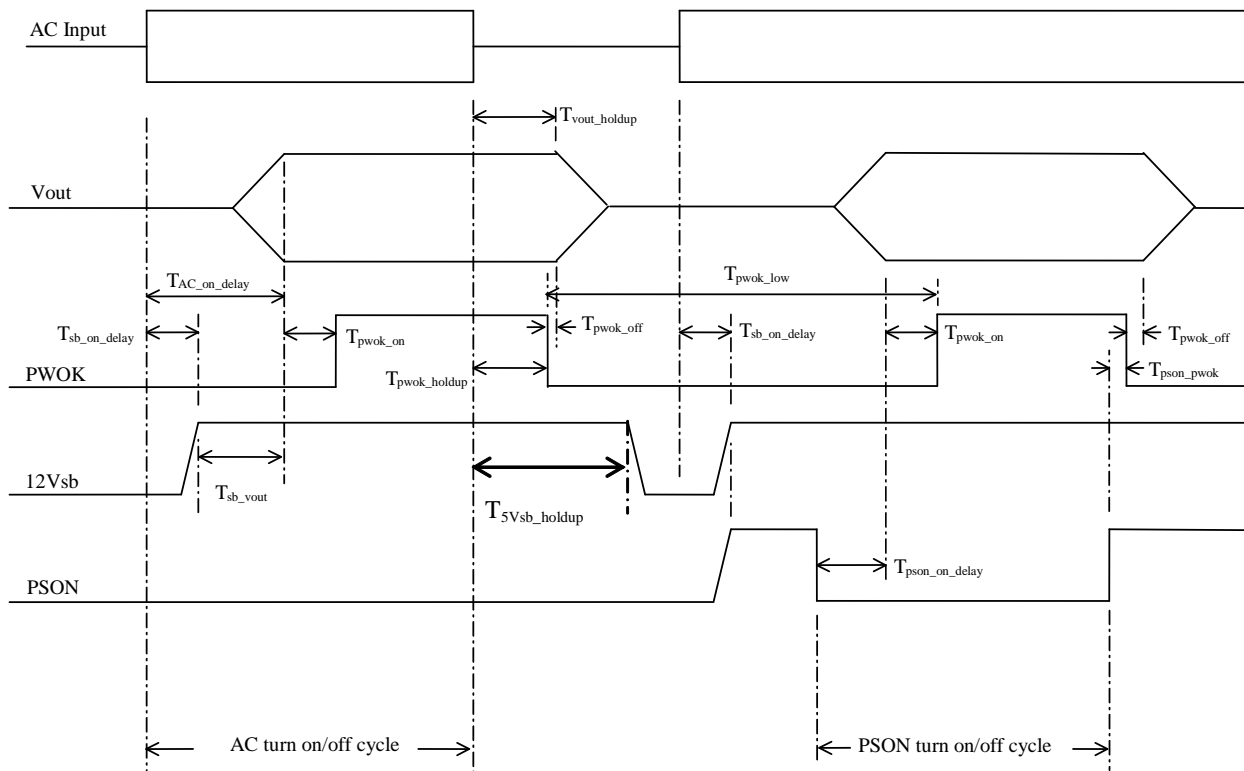 AC Input
Tvout_holdup
Vout
TAC_on_delay
Tpwok_low
Tsb_on_delay
Tpwok_on
Tpwok_off
Tsb_on_delay
Tpwok_on
Tpwok_off
PWOK
Tpwok_holdup
Tpson_pwok
12Vsb
Tsb_vout
T5Vsb_holdup
PSON
Tpson_on_delay
AC turn on/off cycle
PSON turn on/off cycle